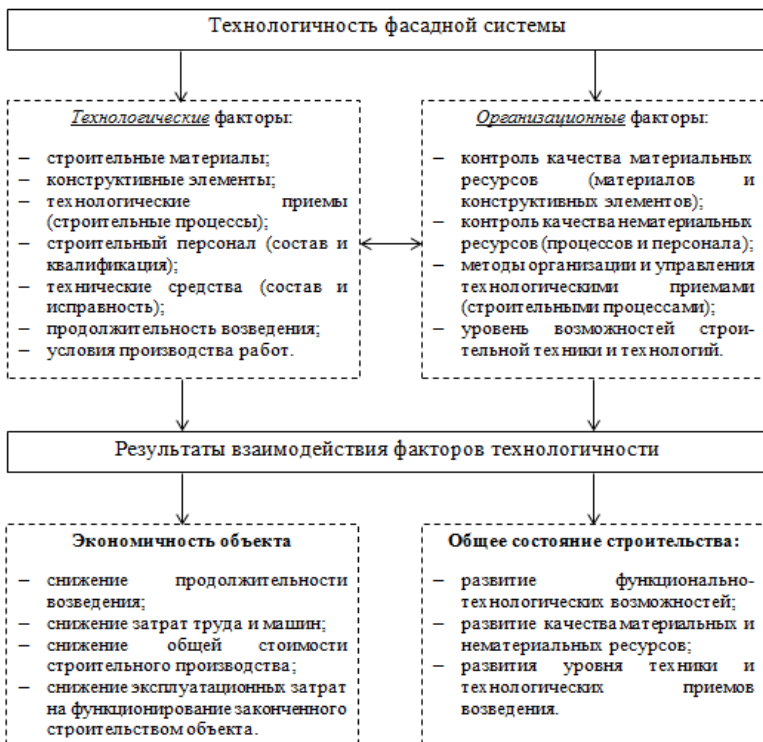 Технологичность фасадной системы
Технологические факторы:
– строительные материалы;
– конструктивные элементы;
– технологические приемы
(строительные процессы);
– строительный персонал (состав и
квалификация);
– технические средства (состав и
исправность);
– продолжительность возведения;
– условия производства работ.
Организационные факторы:
– контроль качества материальных
ресурсов (материалов и
конструктивных элементов);
– контроль качества нематериальных
ресурсов (процессов и персонала);
– методы организации и управления
технологическими приемами
(строительными процессами);
– уровень возможностей строи-
тельной техники и технологий.
Результаты взаимодействия факторов технологичности
Экономичность объекта
– снижение продолжительности
возведения;
– снижение затрат труда и машин;
– снижение общей стоимости
строительного производства;
– снижение эксплуатационных затрат
на функционирование законченного
строительством объекта.
Общее состояние строительства:
– развитие функционально-
технологических возможностей;
– развитие качества материальных и
нематериальных ресурсов;
– развития уровня техники и
технологических приемов
возведения.